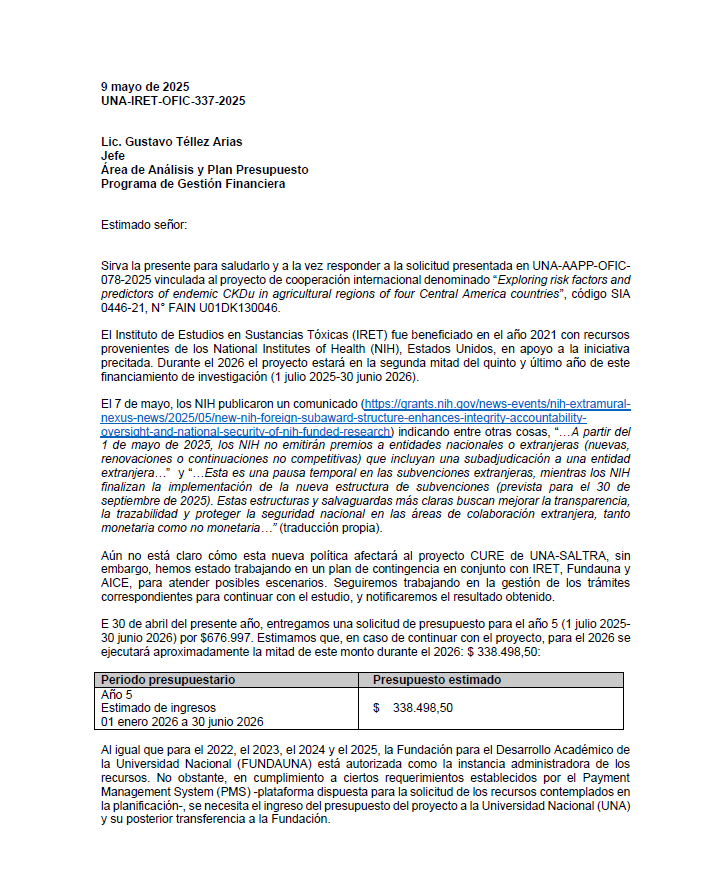 9 mayo de 2025
UNA-IRET-OFIC-337-2025
Lic. Gustavo Téllez Arias
Jefe
Área de Análisis y Plan Presupuesto
Programa de Gestión Financiera
Estimado señor:
Sirva la presente para saludarlo y a la vez responder a la solicitud presentada en UNA-AAPP-OFIC-
078-2025 vinculada al proyecto de cooperación internacional denominado “Exploring risk factors and
predictors of endemic CKDu in agricultural regions of four Central America countries”, código SIA
0446-21, N° FAIN U01DK130046.
El Instituto de Estudios en Sustancias Tóxicas (IRET) fue beneficiado en el año 2021 con recursos
provenientes de los National Institutes of Health (NIH), Estados Unidos, en apoyo a la iniciativa
precitada. Durante el 2026 el proyecto estará en la segunda mitad del quinto y último año de este
financiamiento de investigación (1 julio 2025-30 junio 2026).
El 7 de mayo, los NIH publicaron un comunicado (https://grants.nih.gov/news-events/nih-extramural-
nexus-news/2025/05/new-nih-foreign-subaward-structure-enhances-integrity-accountability-
oversight-and-national-security-of-nih-funded-research) indicando entre otras cosas, “…A partir del
1 de mayo de 2025, los NIH no emitirán premios a entidades nacionales o extranjeras (nuevas,
renovaciones o continuaciones no competitivas) que incluyan una subadjudicación a una entidad
extranjera…” y “…Esta es una pausa temporal en las subvenciones extranjeras, mientras los NIH
finalizan la implementación de la nueva estructura de subvenciones (prevista para el 30 de
septiembre de 2025). Estas estructuras y salvaguardas más claras buscan mejorar la transparencia,
la trazabilidad y proteger la seguridad nacional en las áreas de colaboración extranjera, tanto
monetaria como no monetaria…” (traducción propia).
Aún no está claro cómo esta nueva política afectará al proyecto CURE de UNA-SALTRA, sin
embargo, hemos estado trabajando en un plan de contingencia en conjunto con IRET, Fundauna y
AICE, para atender posibles escenarios. Seguiremos trabajando en la gestión de los trámites
correspondientes para continuar con el estudio, y notificaremos el resultado obtenido.
E 30 de abril del presente año, entregamos una solicitud de presupuesto para el año 5 (1 julio 2025-
30 junio 2026) por $676.997. Estimamos que, en caso de continuar con el proyecto, para el 2026 se
ejecutará aproximadamente la mitad de este monto durante el 2026: $ 338.498,50:
Periodo presupuestario Presupuesto estimado
Año 5
Estimado de ingresos $ 338.498,50
01 enero 2026 a 30 junio 2026
Al igual que para el 2022, el 2023, el 2024 y el 2025, la Fundación para el Desarrollo Académico de
la Universidad Nacional (FUNDAUNA) está autorizada como la instancia administradora de los
recursos. No obstante, en cumplimiento a ciertos requerimientos establecidos por el Payment
Management System (PMS) -plataforma dispuesta para la solicitud de los recursos contemplados en
la planificación-, se necesita el ingreso del presupuesto del proyecto a la Universidad Nacional (UNA)
y su posterior transferencia a la Fundación.